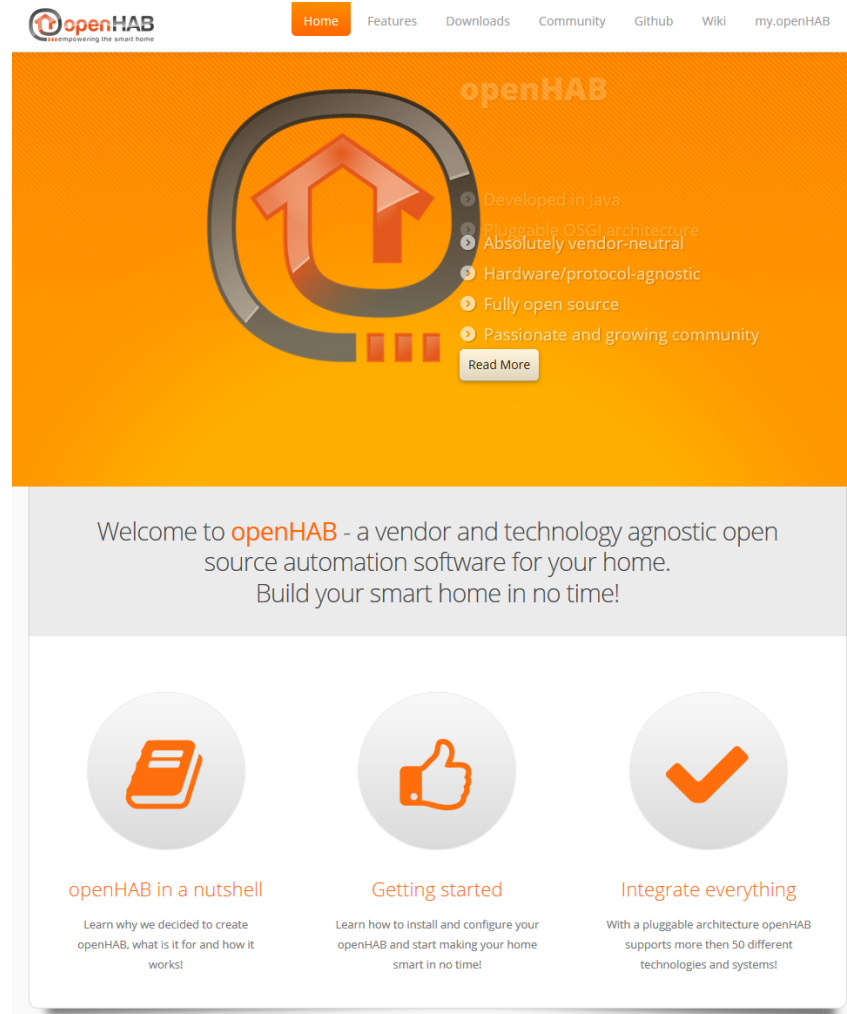 openHAB
empowering the smart home
Home Features Downloads Community Github Wiki my.openHAB
openHAB
Developed in Java
Pluggable OSGI architecture
Absolutely vendor-neutral
Hardware/protocol-agnostic
Fully open source
Passionate and growing community
Read More
Welcome to openHAB - a vendor and technology agnostic open
source automation software for your home.
Build your smart home in no time!
openHAB in a nutshell
Learn why we decided to create
openHAB, what is it for and how it
works!
Getting started
Learn how to install and configure your
openHAB and start making your home
smart in no time!
Integrate everything
With a pluggable architecture openHAB
supports more then 50 different
technologies and systems!